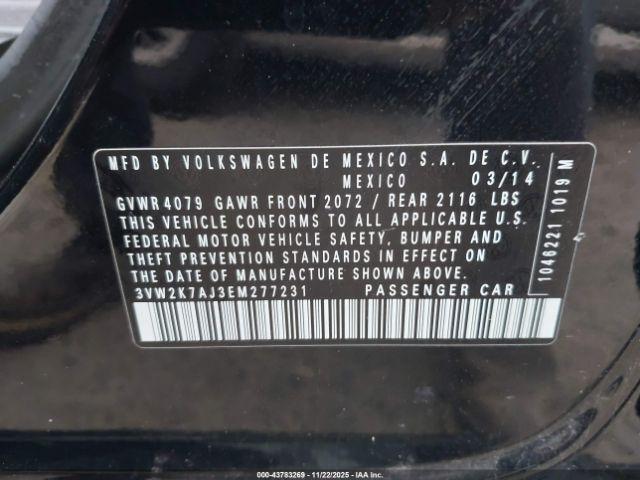 MFD BY VOLKSWAGEN DE MEXICO S.A. DE C.V.
MEXICO 03/14
GVWR 4079 GAWR FRONT 2072 / REAR 2116 LBS
THIS VEHICLE CONFORMS TO ALL APPLICABLE U.S.
FEDERAL MOTOR VEHICLE SAFETY, BUMPER AND
THEFT PREVENTION STANDARDS IN EFFECT ON
THE DATE OF MANUFACTURE SHOWN ABOVE.
3VW2K7AJ3EM277231 PASSENGER CAR
1046221 1019 M
000-43783269 - 11/22/2025 - IAA Inc.